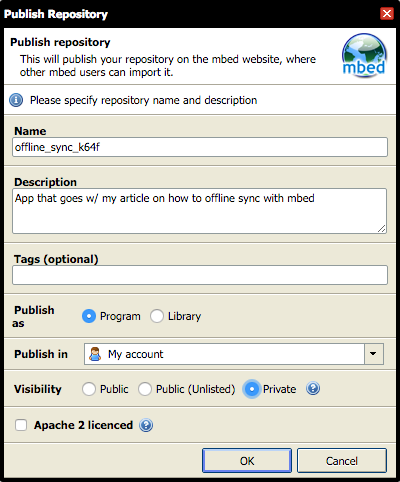 Publish Repository
Publish repository
This will publish your repository on the mbed website, where
other mbed users can import it.
mbed
Please specify repository name and description
Name
offline_sync_k64f
Description
App that goes w/ my article on how to offline sync with mbed
Tags (optional)
Publish
as
Program
Library
Publish in
My account
Visibility
Public
Public (Unlisted)
Private
?
Apache 2 licenced
?
OK
Cancel